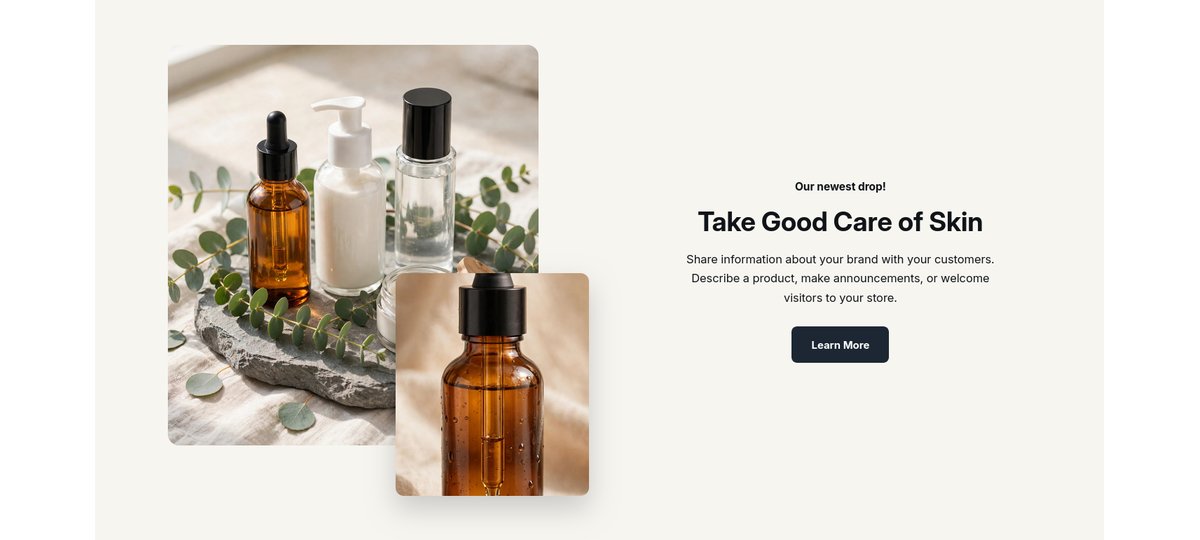 Our newest drop!
Take Good Care of Skin
Share information about your brand with your customers.
Describe a product, make announcements, or welcome
visitors to your store.
Learn More